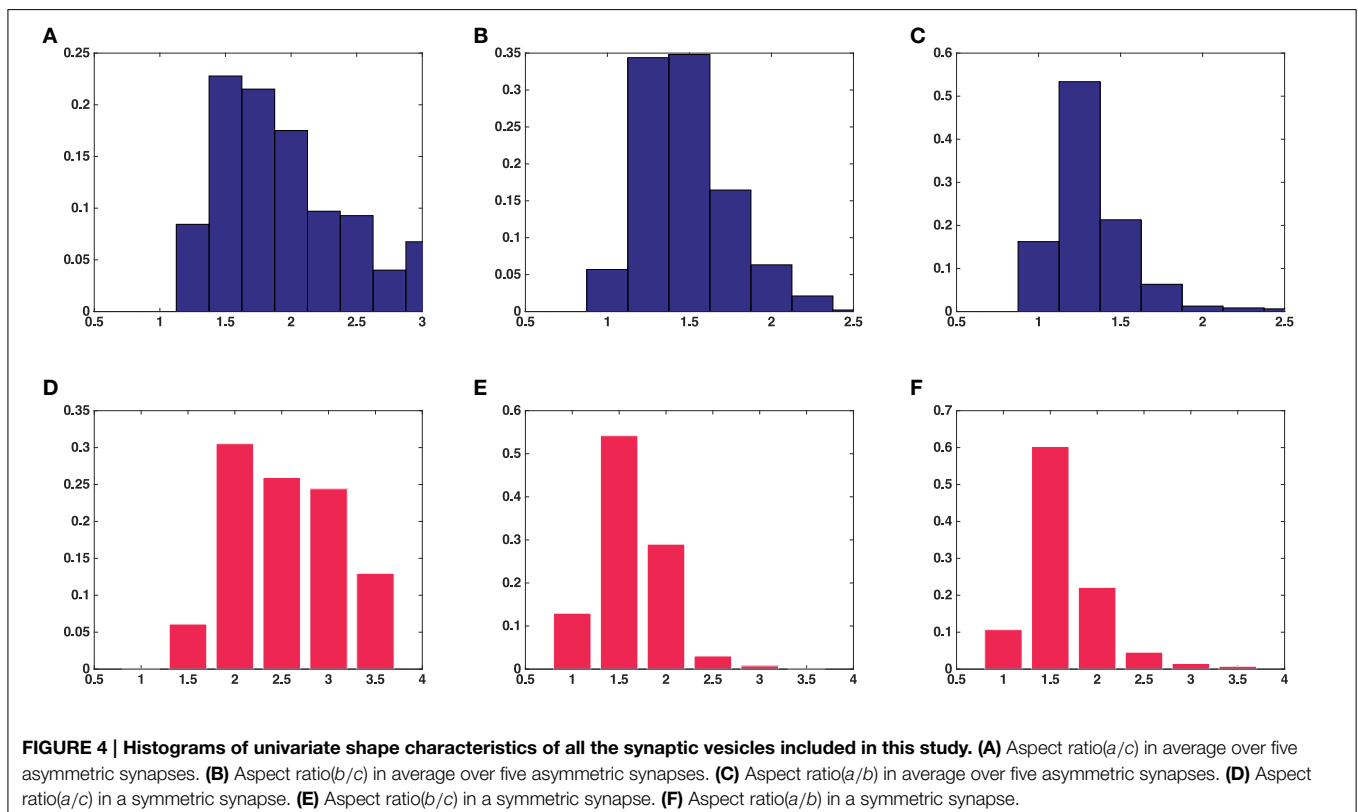 A
0.25
0.2
0.15
0.1
0.05
0
0.5 1 1.5 2 2.5 3
B
0.35
0.3
0.25
0.2
0.15
0.1
0.05
0
0.5 1 1.5 2 2.5
C
0.6
0.5
0.4
0.3
0.2
0.1
0
0.5 1 1.5 2 2.5
D
0.35
0.3
0.25
0.2
0.15
0.1
0.05
0
0.5 1 1.5 2 2.5 3 3.5 4
E
0.6
0.5
0.4
0.3
0.2
0.1
0
0.5 1 1.5 2 2.5 3 3.5 4
F
0.7
0.6
0.5
0.4
0.3
0.2
0.1
0
0.5 1 1.5 2 2.5 3 3.5 4
FIGURE 4 | Histograms of univariate shape characteristics of all the synaptic vesicles included in this study. (A) Aspect ratio(a/c) in average over five
asymmetric synapses. (B) Aspect ratio(b/c) in average over five asymmetric synapses. (C) Aspect ratio(a/b) in average over five asymmetric synapses. (D) Aspect
ratio(a/c) in a symmetric synapse. (E) Aspect ratio(b/c) in a symmetric synapse. (F) Aspect ratio(a/b) in a symmetric synapse.